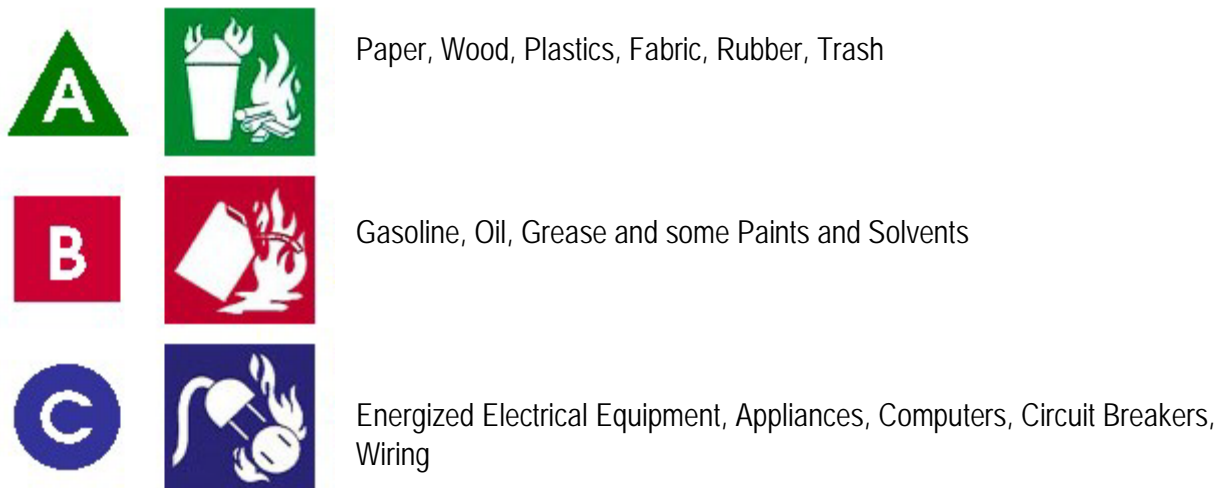 A
Paper, Wood, Plastics, Fabric, Rubber, Trash
B
Gasoline, Oil, Grease and some Paints and Solvents
C
Energized Electrical Equipment, Appliances, Computers, Circuit Breakers,
Wiring